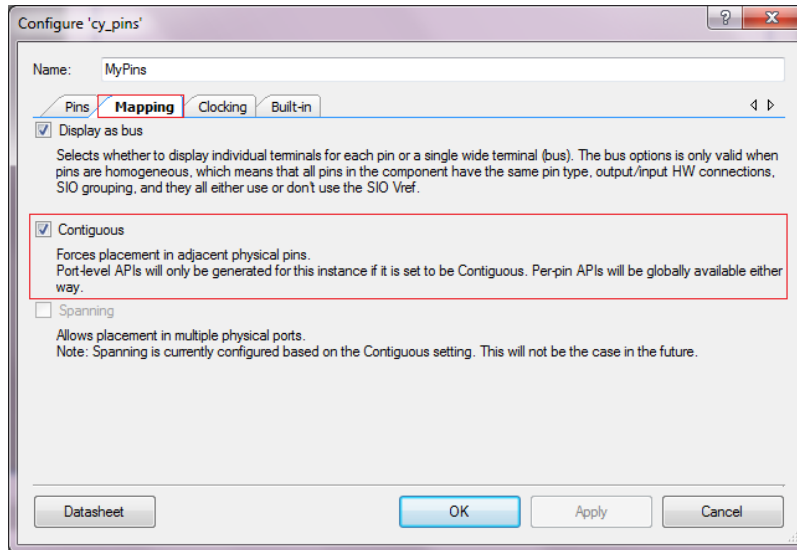 Configure 'cy_pins'
Name: MyPins
Pins Mapping Clocking Built-in
Display as bus
Selects whether to display individual terminals for each pin or a single wide terminal (bus). The bus options is only valid when
pins are homogeneous, which means that all pins in the component have the same pin type, output/input HW connections,
SIO grouping, and they all either use or don't use the SIO Vref.
Contiguous
Forces placement in adjacent physical pins.
Port-level APIs will only be generated for this instance if it is set to be Contiguous. Per-pin APIs will be globally available either
way.
Spanning
Allows placement in multiple physical ports.
Note: Spanning is currently configured based on the Contiguous setting. This will not be the case in the future.
Datasheet OK Apply Cancel